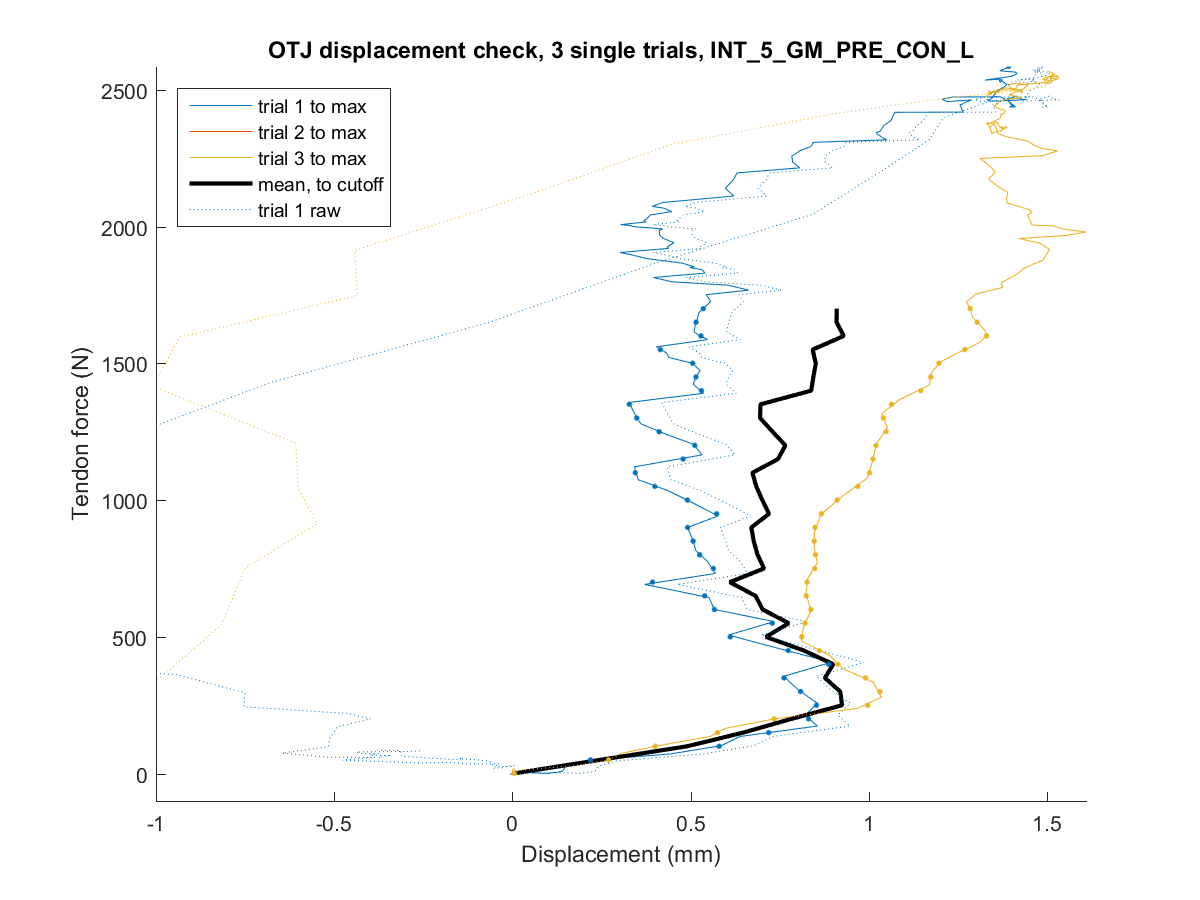 OTJ displacement check, 3 single trials, INT_5_GM_PRE_CON_L
2500
2000
1500
1000
500
0
Tendon force (N)
trial 1 to max
trial 2 to max
trial 3 to max
mean, to cutoff
trial 1 raw
-1
-0.5
0
0.5
1
1.5
Displacement (mm)